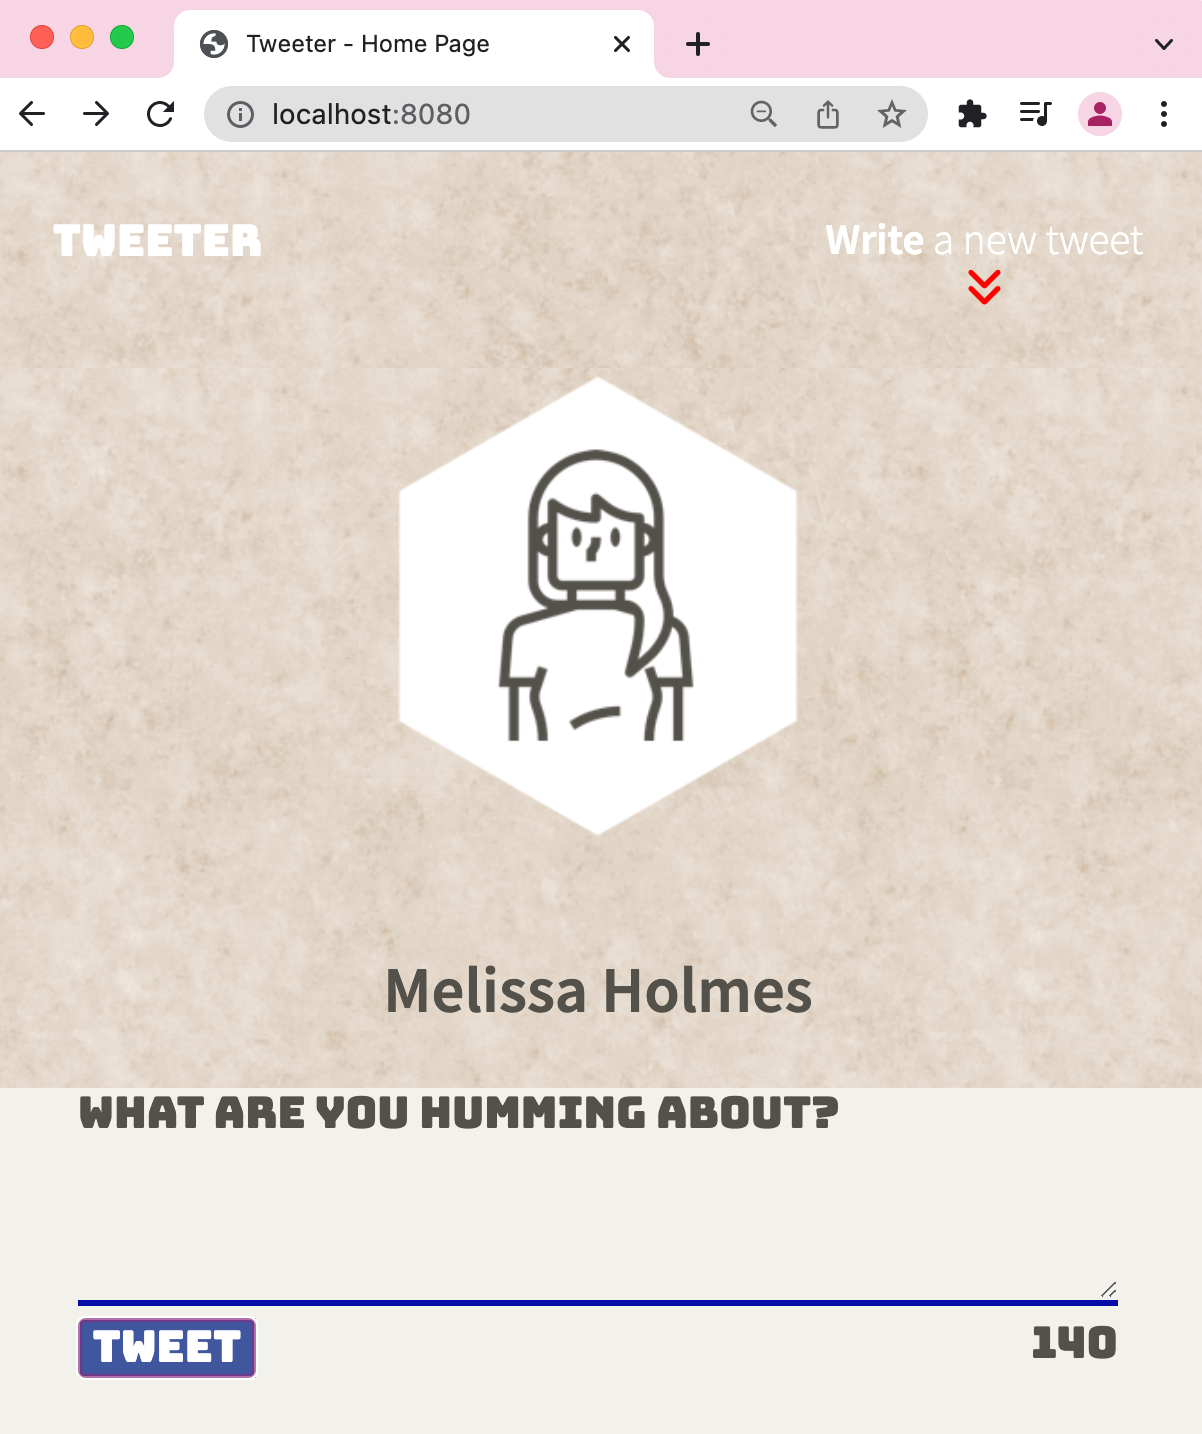 Tweeter - Home Page
localhost:8080
TWEETER
Write a new tweet
Melissa Holmes
WHAT ARE YOU HUMMING ABOUT?
TWEET
140